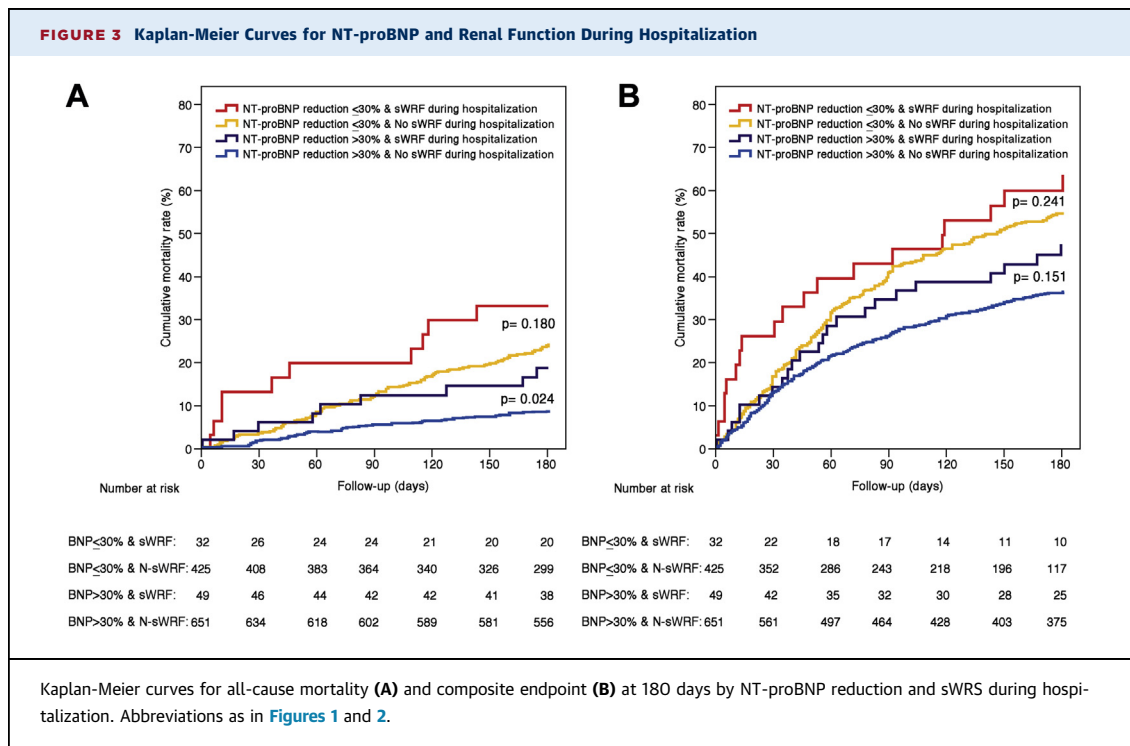 FIGURE 3 Kaplan-Meier Curves for NT-proBNP and Renal Function During Hospitalization
A
80
70
60
50
40
30
20
10
0
Cumulative mortality rate (%)
NT-proBNP reduction ≤30% & sWRF during hospitalization
NT-proBNP reduction ≤30% & No sWRF during hospitalization
NT-proBNP reduction >30% & sWRF during hospitalization
NT-proBNP reduction >30% & No sWRF during hospitalization
p= 0.180
p= 0.024
0 30 60 90 120 150 180
Number at risk
Follow-up (days)
BNP≤30% & sWRF: 32 26 24 24 21 20 20
BNP≤30% & N-sWRF: 425 408 383 364 340 326 299
BNP>30% & sWRF: 49 46 44 42 42 41 38
BNP>30% & N-sWRF: 651 634 618 602 589 581 556
B
80
70
60
50
40
30
20
10
0
Cumulative mortality rate (%)
NT-proBNP reduction ≤30% & sWRF during hospitalization
NT-proBNP reduction ≤30% & No sWRF during hospitalization
NT-proBNP reduction >30% & sWRF during hospitalization
NT-proBNP reduction >30% & No sWRF during hospitalization
p= 0.241
p= 0.151
0 30 60 90 120 150 180
Number at risk
Follow-up (days)
BNP≤30% & sWRF: 32 22 18 17 14 11 10
BNP≤30% & N-sWRF: 425 352 286 243 218 196 117
BNP>30% & sWRF: 49 42 35 32 30 28 25
BNP>30% & N-sWRF: 651 561 497 464 428 403 375
Kaplan-Meier curves for all-cause mortality (A) and composite endpoint (B) at 180 days by NT-proBNP reduction and sWRS during hospi-
talization. Abbreviations as in Figures 1 and 2.